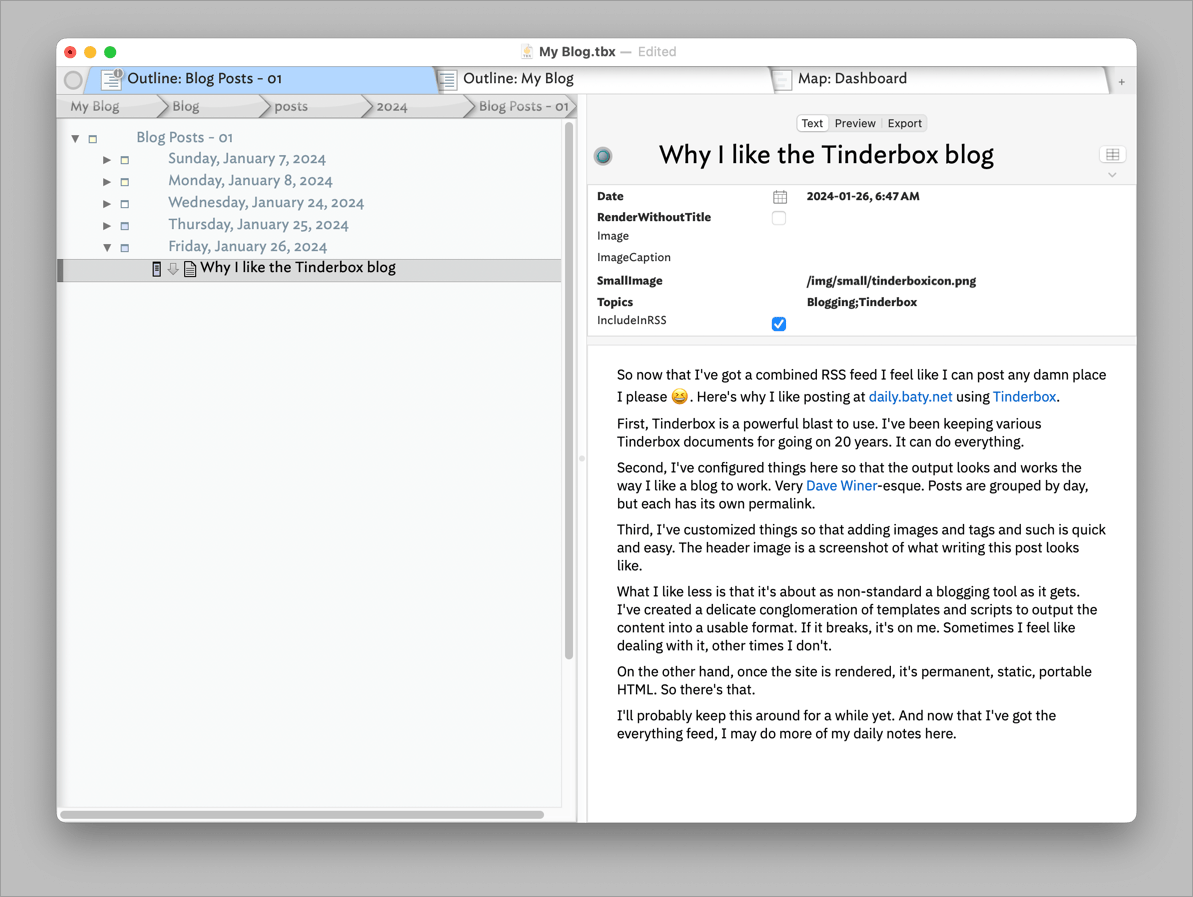 My Blog.tbx — Edited
Outline: Blog Posts - 01
Outline: My Blog
Map: Dashboard
+
My Blog
Blog
posts
2024
Blog Posts - 01
Blog Posts - 01
Sunday, January 7, 2024
Monday, January 8, 2024
Wednesday, January 24, 2024
Thursday, January 25, 2024
Friday, January 26, 2024
Why I like the Tinderbox blog
Text Preview Export
Why I like the Tinderbox blog
Date 2024-01-26, 6:47 AM
RenderWithoutTitle
Image
ImageCaption
SmallImage /img/small/tinderboxicon.png
Topics Blogging;Tinderbox
IncludeInRSS
So now that I've got a combined RSS feed I feel like I can post any damn place
I please 😆. Here's why I like posting at daily.baty.net using Tinderbox.
First, Tinderbox is a powerful blast to use. I've been keeping various
Tinderbox documents for going on 20 years. It can do everything.
Second, I've configured things here so that the output looks and works the
way I like a blog to work. Very Dave Winer-esque. Posts are grouped by day,
but each has its own permalink.
Third, I've customized things so that adding images and tags and such is quick
and easy. The header image is a screenshot of what writing this post looks
like.
What I like less is that it's about as non-standard a blogging tool as it gets.
I've created a delicate conglomeration of templates and scripts to output the
content into a usable format. If it breaks, it's on me. Sometimes I feel like
dealing with it, other times I don't.
On the other hand, once the site is rendered, it's permanent, static, portable
HTML. So there's that.
I'll probably keep this around for a while yet. And now that I've got the
everything feed, I may do more of my daily notes here.